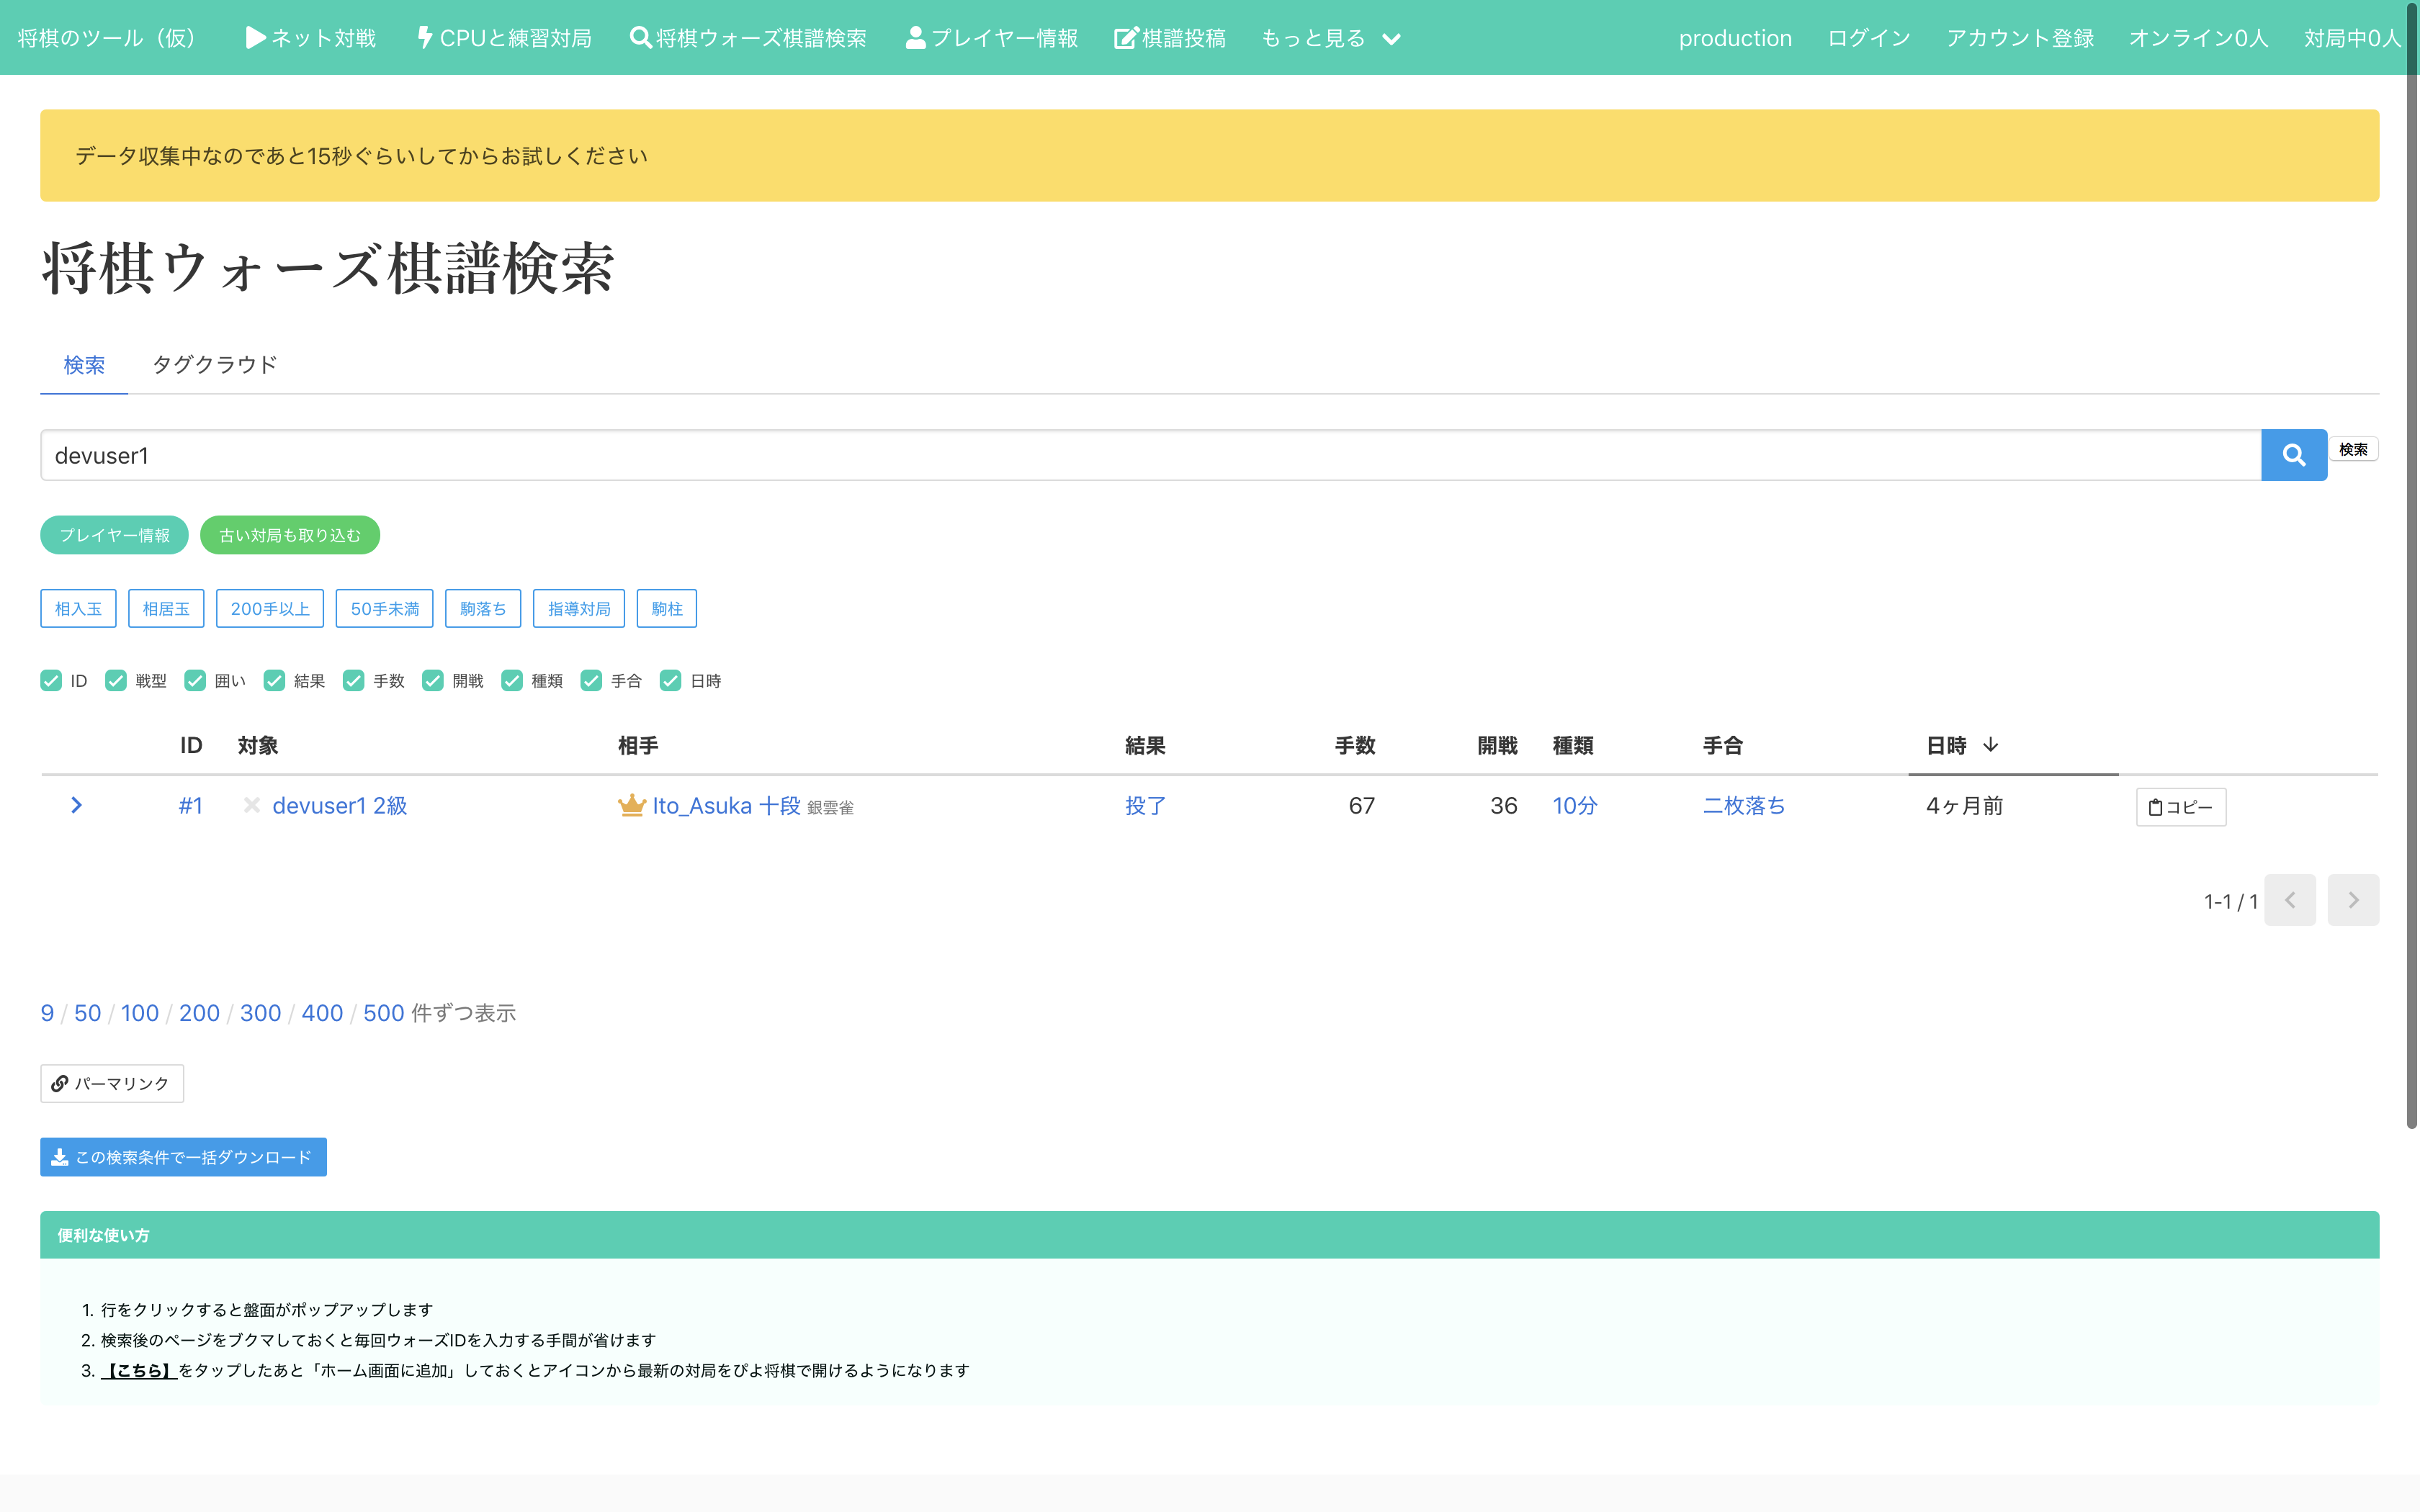 将棋のツール（仮） ネット対戦 CPUと練習対局 将棋ウォーズ棋譜検索 プレイヤー情報 棋譜投稿 もっと見る production ログイン アカウント登録 オンライン0人 対局中0人
データ収集中なのであと15秒ぐらいしてからお試しください
将棋ウォーズ棋譜検索
検索 タグクラウド
devuser1 検索
プレイヤー情報 古い対局も取り込む
相入玉 相居玉 200手以上 50手未満 駒落ち 指導対局 駒柱
ID 戦型 囲い 結果 手数 開戦 種類 手合 日時
ID 対象 相手 結果 手数 開戦 種類 手合 日時
#1 devuser1 2級 Ito_Asuka 十段 銀雲雀 投了 67 36 10分 二枚落ち 4ヶ月前 コピー
1-1 / 1
9 / 50 / 100 / 200 / 300 / 400 / 500 件ずつ表示
パーマリンク
この検索条件で一括ダウンロード
便利な使い方
1. 行をクリックすると盤面がポップアップします
2. 検索後のページをブクマしておくと毎回ウォーズIDを入力する手間が省けます
3. 【こちら】をタップしたあと「ホーム画面に追加」しておくとアイコンから最新の対局をぴよ将棋で開けるようになります